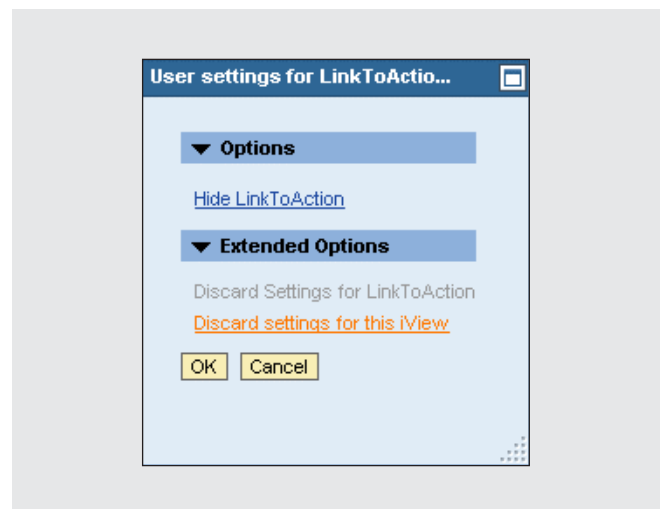 User settings for LinkToActio...
Options
Hide LinkToAction
Extended Options
Discard Settings for LinkToAction
Discard settings for this iView
OK Cancel